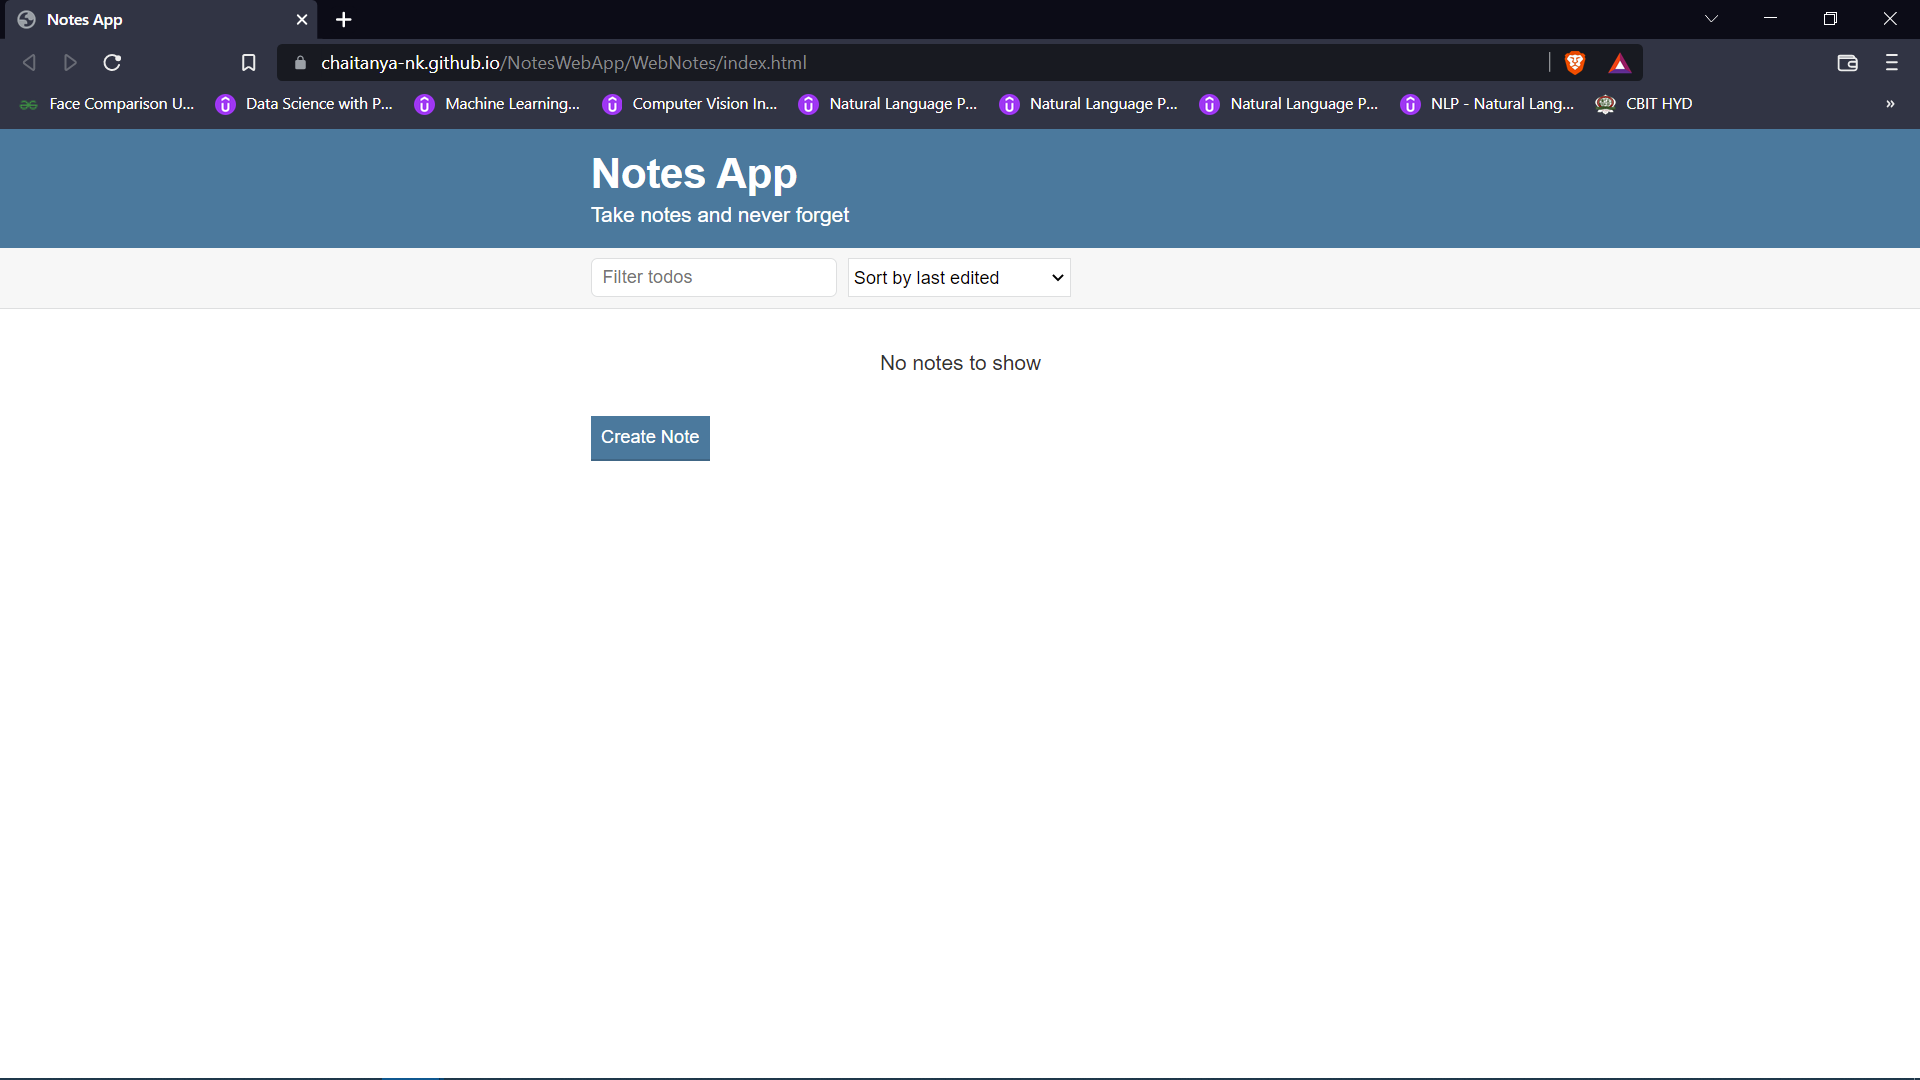 Notes App
chaitanya-nk.github.io/NotesWebApp/WebNotes/index.html
Face Comparison U... Data Science with P... Machine Learning... Computer Vision In... Natural Language P... Natural Language P... Natural Language P... NLP - Natural Lang... CBIT HYD »
Notes App
Take notes and never forget
Filter todos Sort by last edited
No notes to show
Create Note